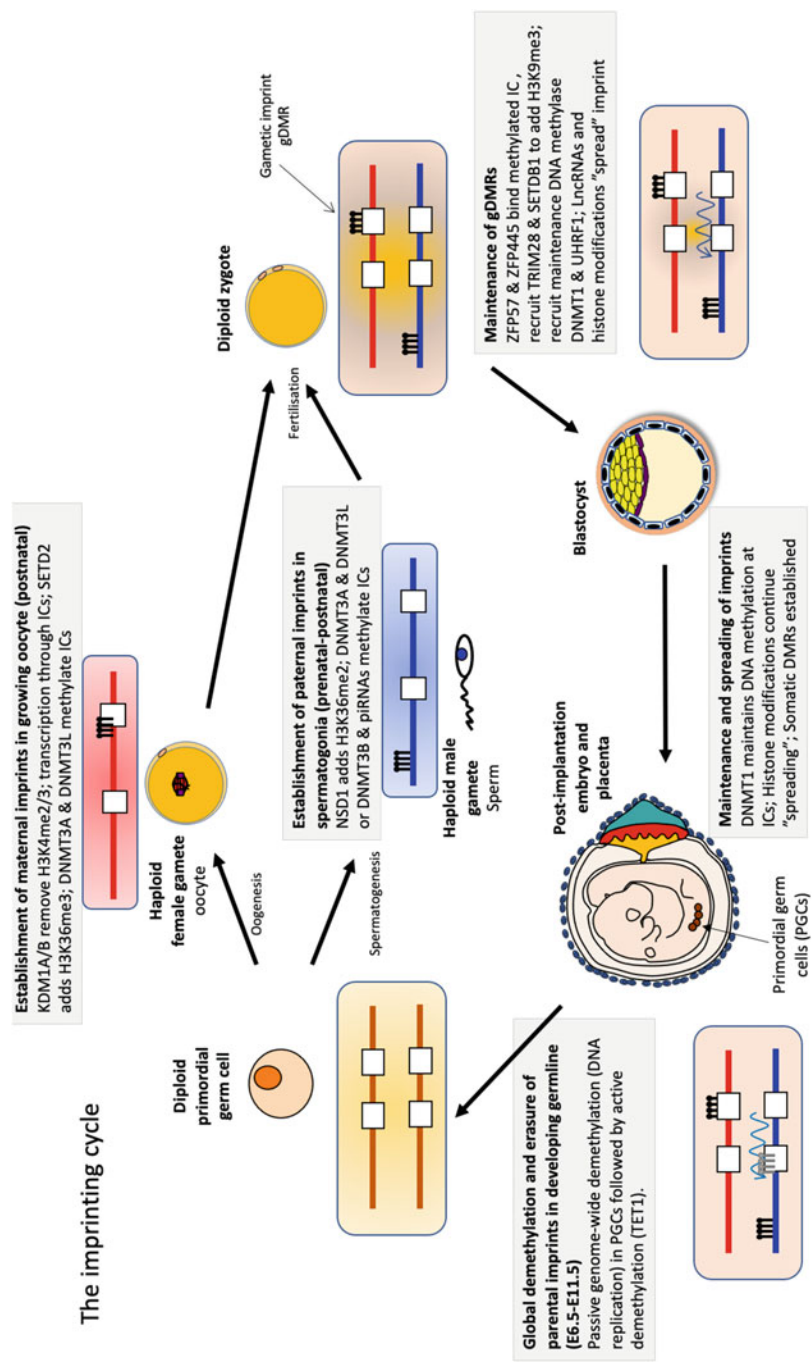 The imprinting cycle
Establishment of maternal imprints in growing oocyte (postnatal)
KDM1A/B remove H3K4me2/3; transcription through ICs; SETD2
adds H3K36me3; DNMT3A & DNMT3L methylate ICs
Haploid
female gamete
oocyte
Oogenesis
Diploid
primordial
germ cell
Spermatogenesis
Establishment of paternal imprints in
spermatogonia (prenatal-postnatal)
NSD1 adds H3K36me2; DNMT3A & DNMT3L
or DNMT3B & piRNAs methylate ICs
Haploid male
gamete
Sperm
Fertilisation
Diploid zygote
Gametic imprint
gDMR
Maintenance of gDMRs
ZFP57 & ZFP445 bind methylated IC ,
recruit TRIM28 & SETDB1 to add H3K9me3;
recruit maintenance DNA methylase
DNMT1 & UHRF1; LncRNAs and
histone modifications "spread" imprint
Blastocyst
Maintenance and spreading of imprints
DNMT1 maintains DNA methylation at
ICs; Histone modifications continue
"spreading"; Somatic DMRs established
Post-implantation
embryo and
placenta
Primordial germ
cells (PGCs)
Global demethylation and erasure of
parental imprints in developing germline
(E6.5-E11.5)
Passive genome-wide demethylation (DNA
replication) in PGCs followed by active
demethylation (TET1).